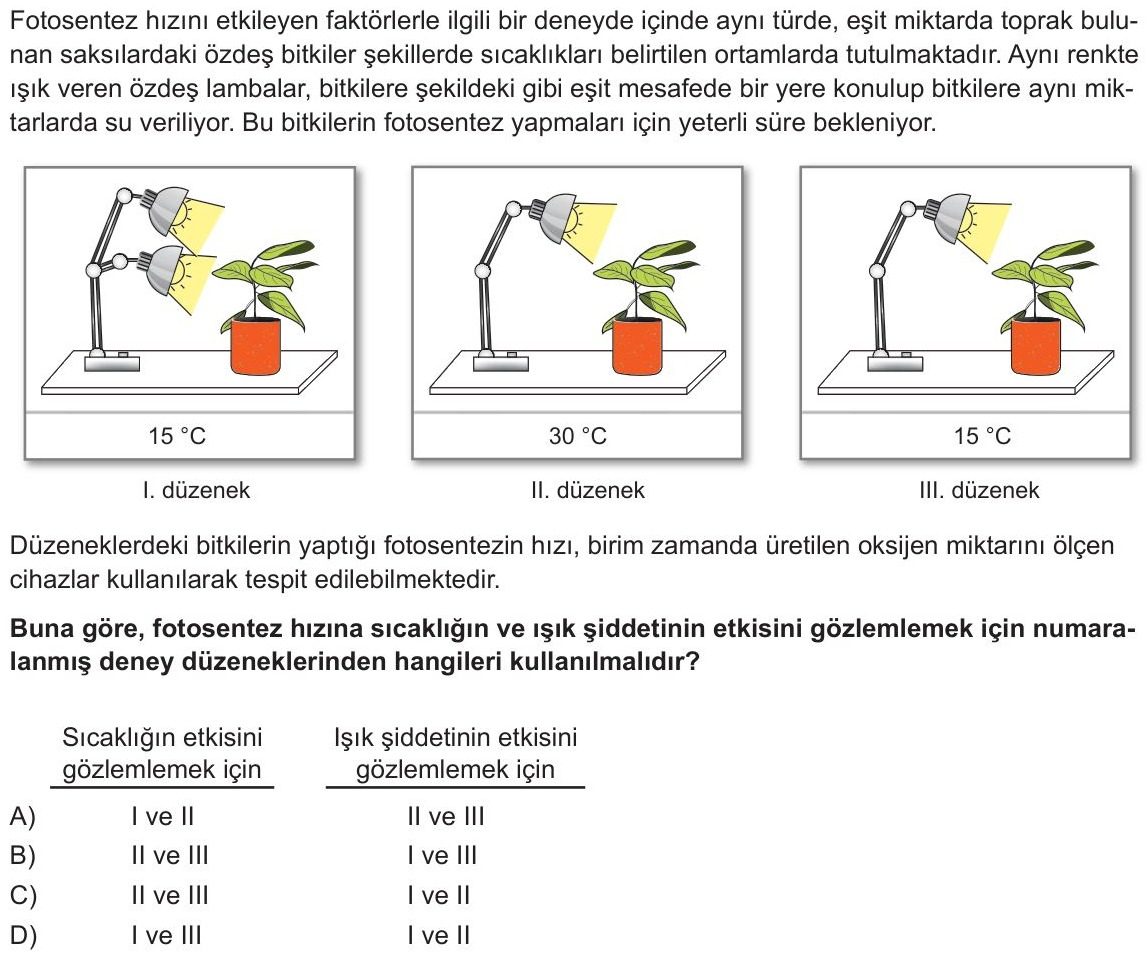 Fotosentez hızını etkileyen faktörlerle ilgili bir deneyde içinde aynı türde, eşit miktarda toprak bulu-
nan saksılardaki özdeş bitkiler şekillerde sıcaklıkları belirtilen ortamlarda tutulmaktadır. Aynı renkte
ışık veren özdeş lambalar, bitkilere şekildeki gibi eşit mesafede bir yere konulup bitkilere aynı mik-
tarlarda su veriliyor. Bu bitkilerin fotosentez yapmaları için yeterli süre bekleniyor.
15 °C
30 °C
15 °C
I. düzenek
II. düzenek
III. düzenek
Düzeneklerdeki bitkilerin yaptığı fotosentezin hızı, birim zamanda üretilen oksijen miktarını ölçen
cihazlar kullanılarak tespit edilebilmektedir.
Buna göre, fotosentez hızına sıcaklığın ve ışık şiddetinin etkisini gözlemlemek için numara-
lanmış deney düzeneklerinden hangileri kullanılmalıdır?
Sıcaklığın etkisini
gözlemlemek için
Işık şiddetinin etkisini
gözlemlemek için
A) I ve II II ve III
B) II ve III I ve III
C) II ve III I ve II
D) I ve III I ve II